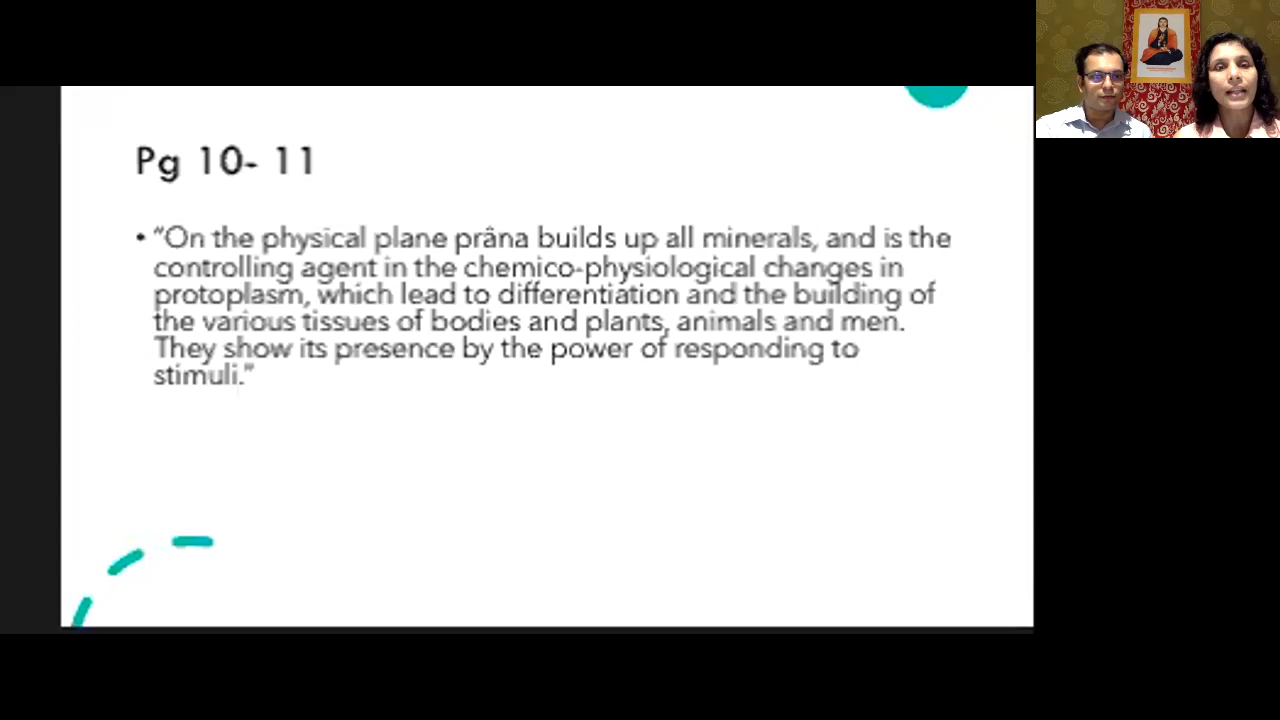 Pg 10- 11
• “On the physical plane prâna builds up all minerals, and is the
controlling agent in the chemico-physiological changes in
protoplasm, which lead to differentiation and the building of
the various tissues of bodies and plants, animals and men.
They show its presence by the power of responding to
stimuli.”